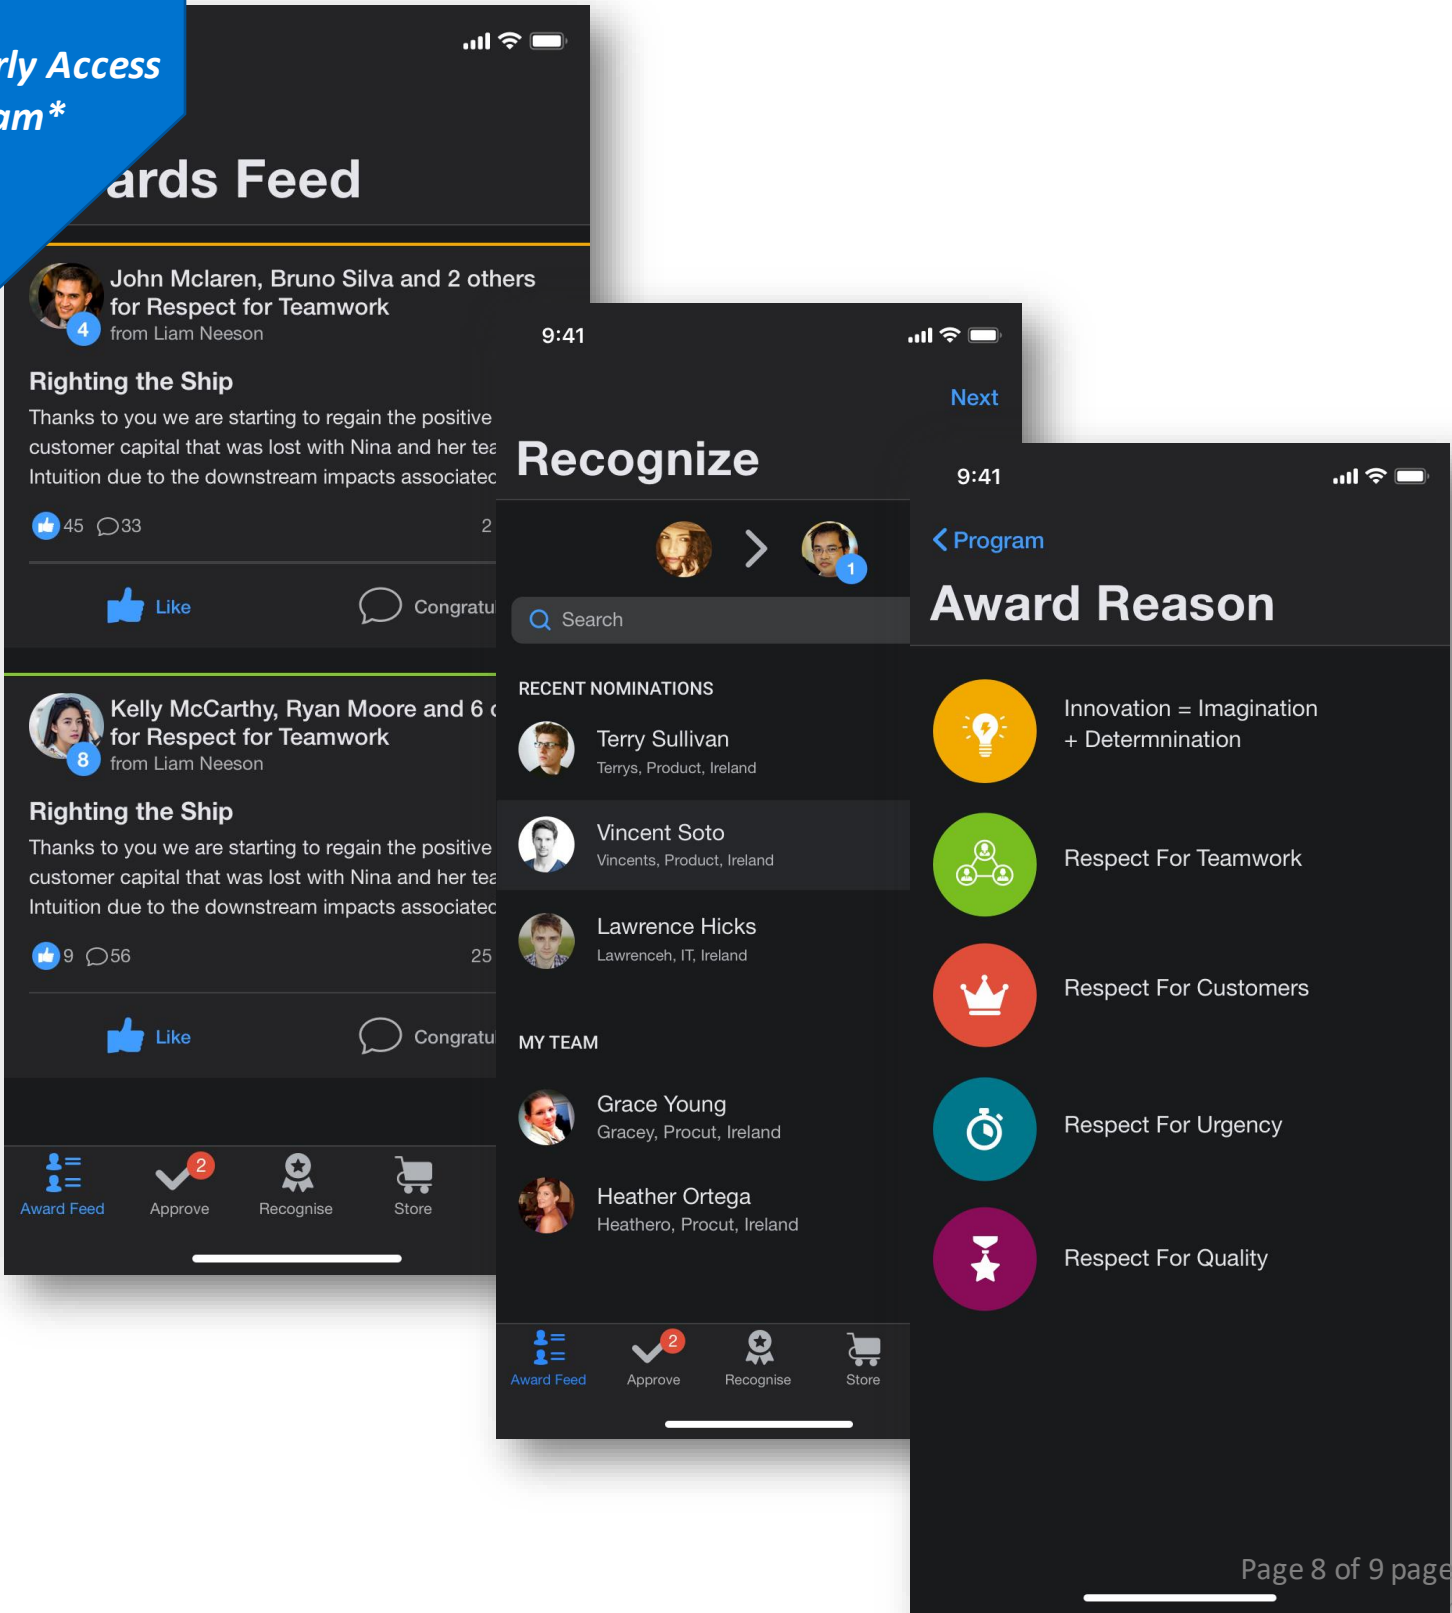 rly Access
am*
ards Feed
John Mclaren, Bruno Silva and 2 others
for Respect for Teamwork
4
from Liam Neeson
Righting the Ship
Thanks to you we are starting to regain the positive
customer capital that was lost with Nina and her tea
Intuition due to the downstream impacts associated
45 33 2
Like Congratul
Kelly McCarthy, Ryan Moore and 6 o
for Respect for Teamwork
8
from Liam Neeson
Righting the Ship
Thanks to you we are starting to regain the positive
customer capital that was lost with Nina and her tea
Intuition due to the downstream impacts associated
9 56 25
Like Congratul
2
Award Feed Approve Recognise Store
9:41
Next
Recognize
1
Search
RECENT NOMINATIONS
Terry Sullivan
Terrys, Product, Ireland
Vincent Soto
Vincents, Product, Ireland
Lawrence Hicks
Lawrenceh, IT, Ireland
MY TEAM
Grace Young
Gracey, Procut, Ireland
Heather Ortega
Heathero, Procut, Ireland
2
Award Feed Approve Recognise Store
9:41
Program
Award Reason
Innovation = Imagination
+ Determnination
Respect For Teamwork
Respect For Customers
Respect For Urgency
Respect For Quality
Page 8 of 9 page